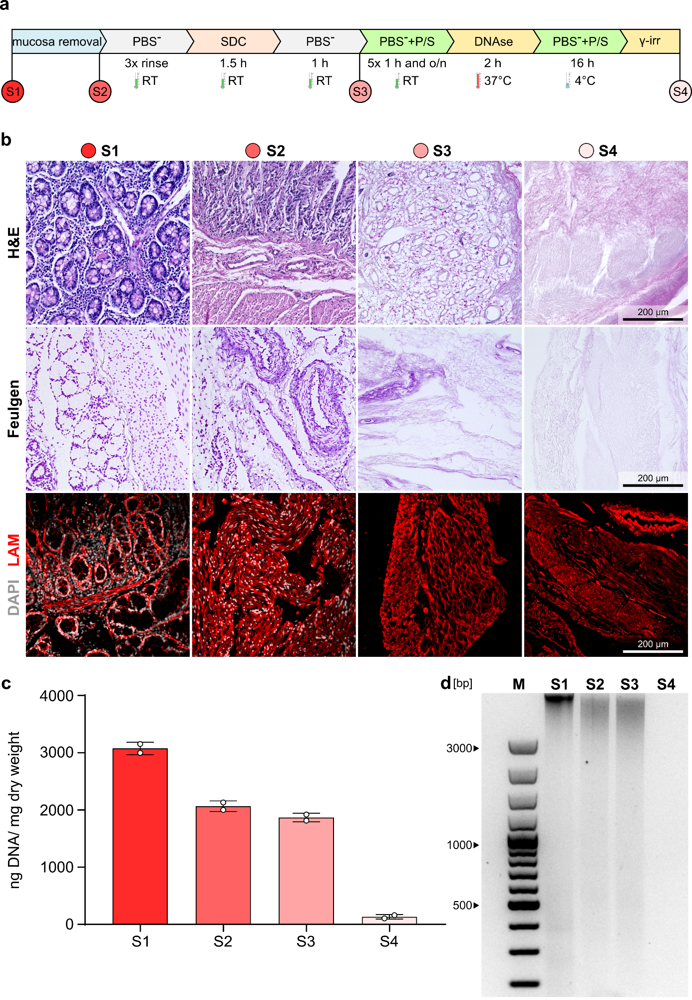 a
mucosa removal PBS⁻ SDC PBS⁻ PBS⁻+P/S DNAse PBS⁻+P/S γ-irr
3x rinse 1.5 h 1 h 5x 1 h and o/n 2 h 16 h
RT RT RT RT 37°C 4°C
S1 S2 S3 S4
b
S1 S2 S3 S4
H&E
200 µm
Feulgen
200 µm
DAPI LAM
200 µm
c
ng DNA/ mg dry weight
4000
3000
2000
1000
0
S1 S2 S3 S4
d [bp] M S1 S2 S3 S4
3000
1000
500